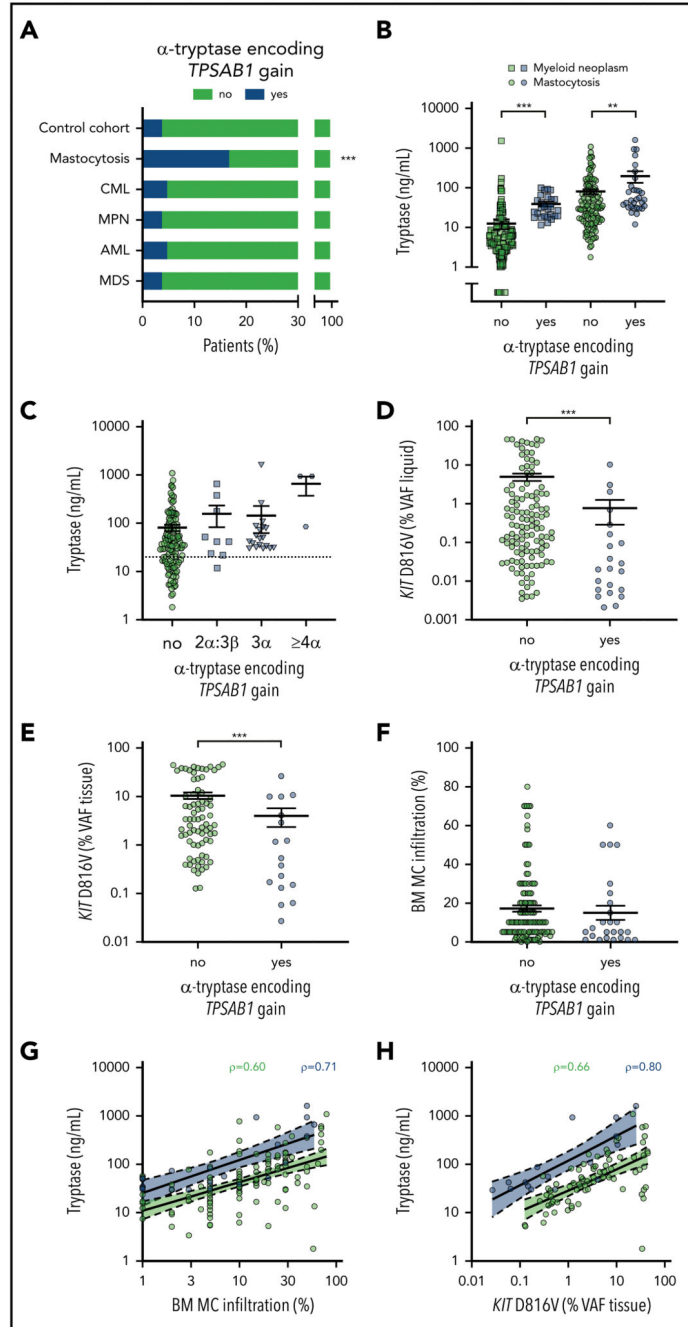 A
α-tryptase encoding
TPSAB1 gain
no yes
Control cohort
Mastocytosis
***
CML
MPN
AML
MDS
0 10 20 30 100
Patients (%)
B
Myeloid neoplasm
Mastocytosis
*** **
10000
1000
100
10
1
Tryptase (ng/mL)
no yes no yes
α-tryptase encoding
TPSAB1 gain
C
10000
1000
100
10
1
Tryptase (ng/mL)
no 2α:3β 3α ≥4α
α-tryptase encoding
TPSAB1 gain
D
***
100
10
1
0.1
0.01
0.001
KIT D816V (% VAF liquid)
no yes
α-tryptase encoding
TPSAB1 gain
E
***
100
10
1
0.1
0.01
KIT D816V (% VAF tissue)
no yes
α-tryptase encoding
TPSAB1 gain
F
100
80
60
40
20
0
BM MC infiltration (%)
no yes
α-tryptase encoding
TPSAB1 gain
G
ρ=0.60 ρ=0.71
10000
1000
100
10
1
Tryptase (ng/mL)
1 10 30 100
BM MC infiltration (%)
H
ρ=0.66 ρ=0.80
10000
1000
100
10
1
Tryptase (ng/mL)
0.01 0.1 1 10 100
KIT D816V (% VAF tissue)